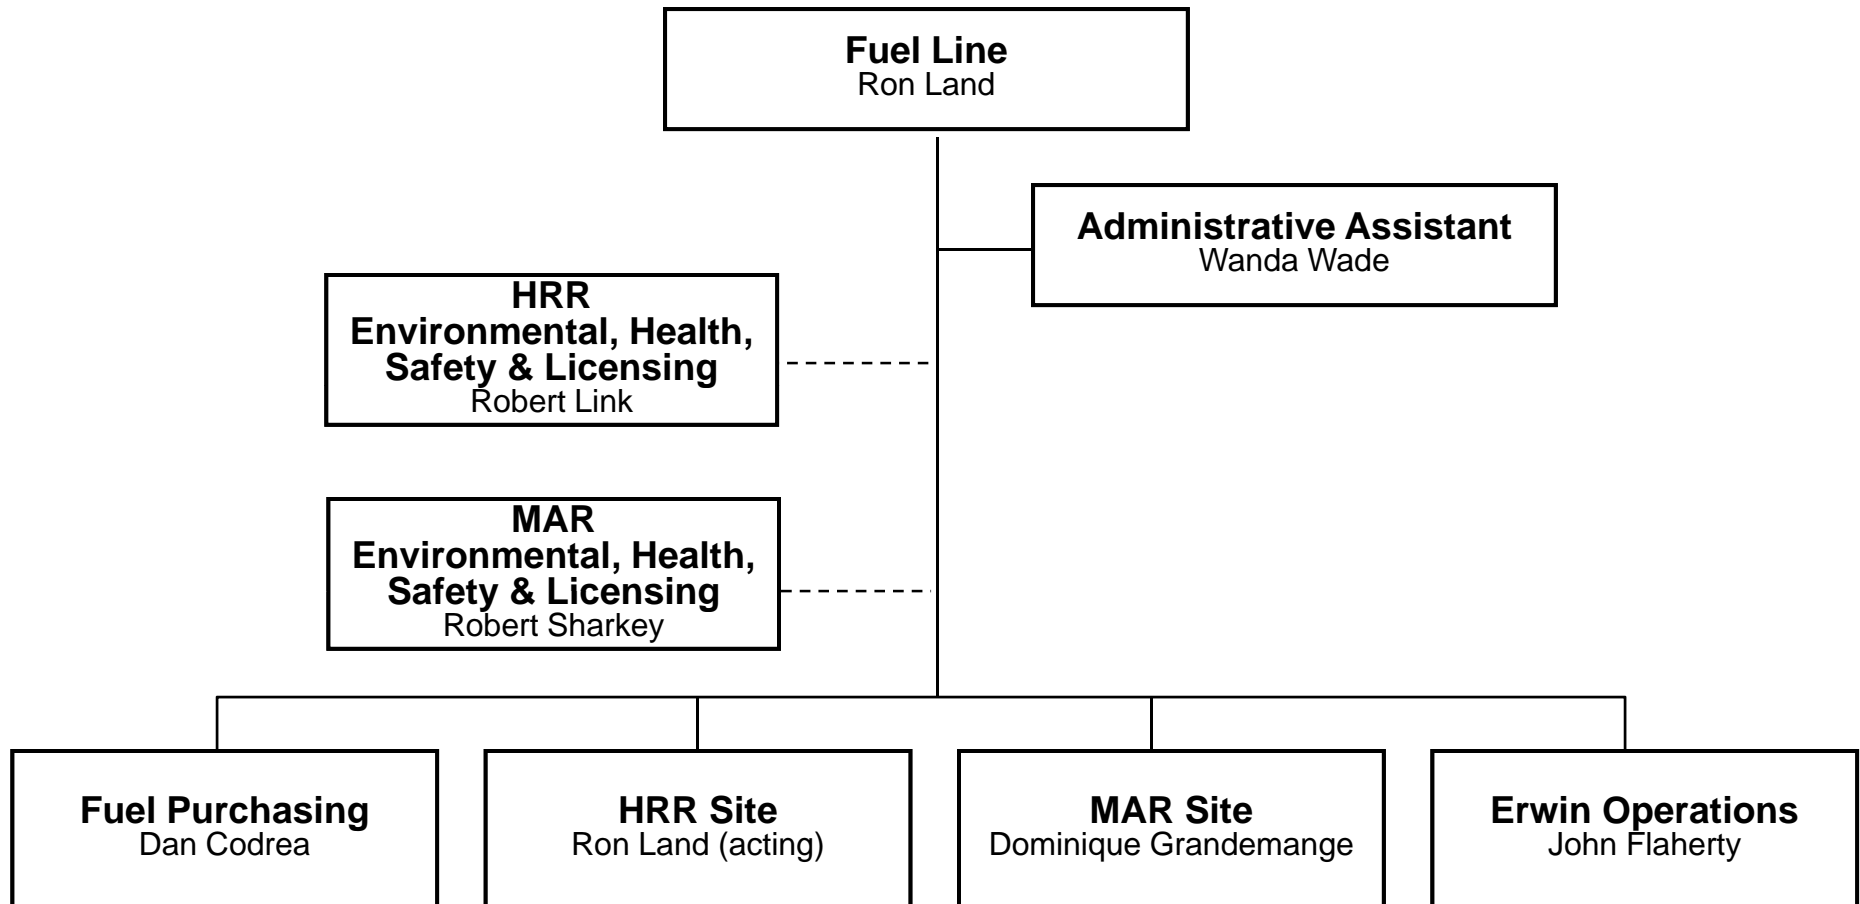 Fuel Line
Ron Land
Administrative Assistant
Wanda Wade
HRR
Environmental, Health,
Safety & Licensing
Robert Link
MAR
Environmental, Health,
Safety & Licensing
Robert Sharkey
Fuel Purchasing
Dan Codrea
HRR Site
Ron Land (acting)
MAR Site
Dominique Grandemange
Erwin Operations
John Flaherty